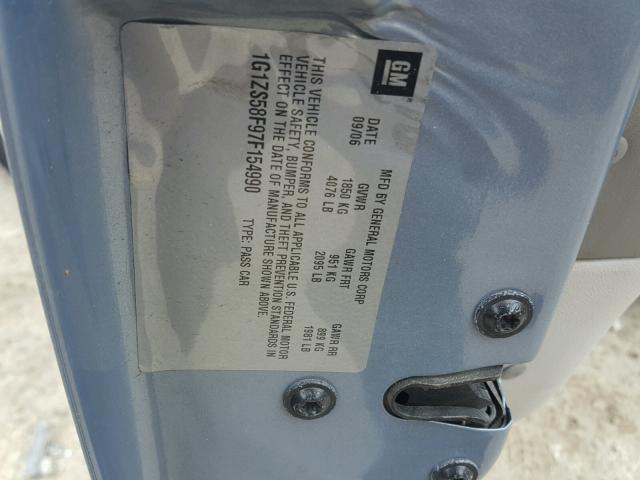 GM
MFD BY GENERAL MOTORS CORP
DATE GVWR GAWR FRT GAWR RR
09/06 1850 KG 951 KG 899 KG
4076 LB 2095 LB 1981 LB
THIS VEHICLE CONFORMS TO ALL APPLICABLE U.S. FEDERAL MOTOR
VEHICLE SAFETY, BUMPER, AND THEFT PREVENTION STANDARDS IN
EFFECT ON THE DATE OF MANUFACTURE SHOWN ABOVE.
1G1ZS58F97F154990 TYPE: PASS CAR